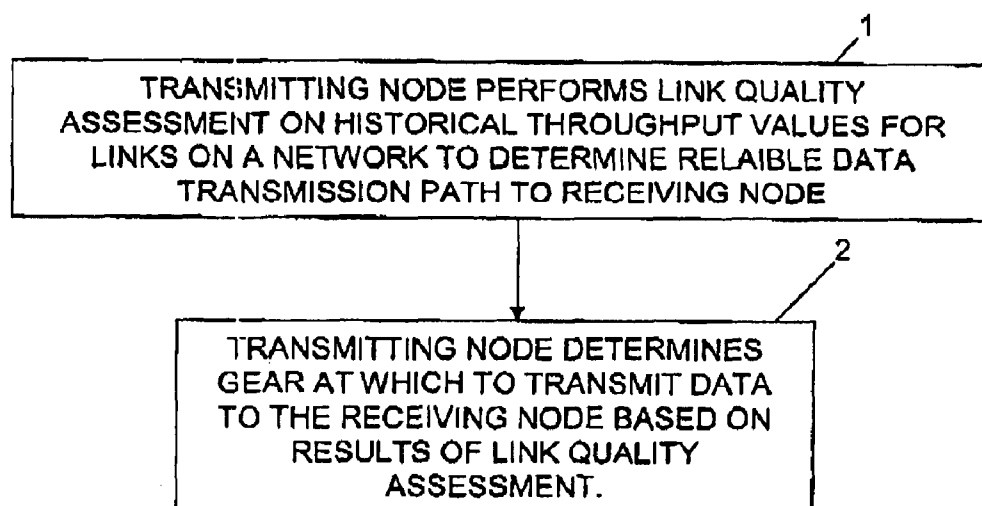 1
TRANSMITTING NODE PERFORMS LINK QUALITY
ASSESSMENT ON HISTORICAL THROUGHPUT VALUES FOR
LINKS ON A NETWORK TO DETERMINE RELAIBLE DATA
TRANSMISSION PATH TO RECEIVING NODE
2
TRANSMITTING NODE DETERMINES
GEAR AT WHICH TO TRANSMIT DATA
TO THE RECEIVING NODE BASED ON
RESULTS OF LINK QUALITY
ASSESSMENT.